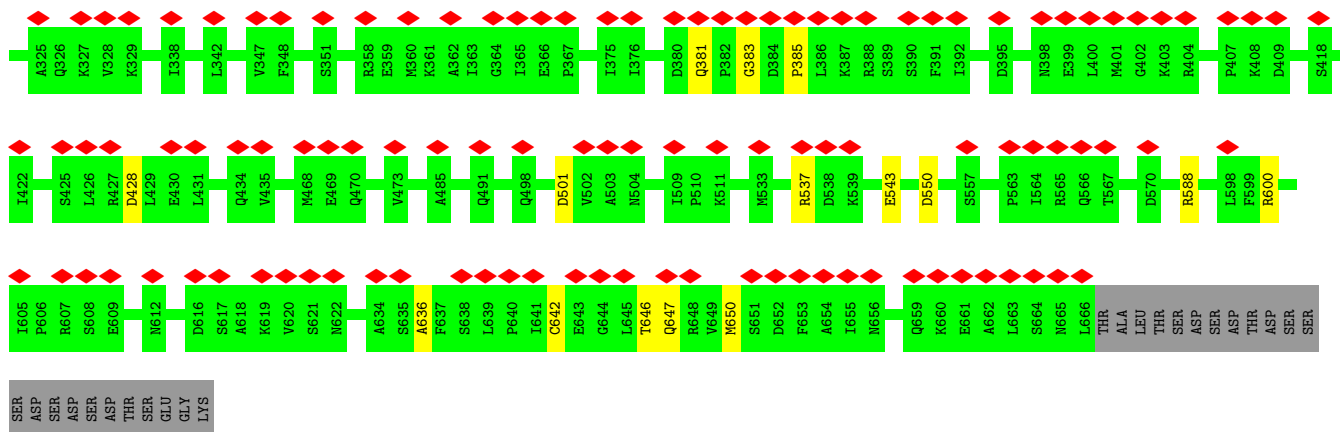 A325 Q326 K327 V328 K329 I338 L342 V347 F348 S351 R358 E359 M360 K361 A362 I363 G364 I365 E366 P367 I375 I376 D380 Q381 P382 G383 D384 P385 L386 K387 R388 S389 S390 F391 I392 D395 N398 E399 L400 M401 G402 K403 R404 P407 K408 D409 S418
I422 S425 L426 R427 D428 L429 E430 L431 Q434 V435 M468 E469 Q470 V473 A485 Q491 Q498 D501 V502 A503 N504 I509 P510 K511 M533 R537 D538 K539 E543 D550 S557 P563 I564 R565 Q566 T567 D570 R588 L598 F599 R600
I605 P606 R607 S608 E609 N612 D616 S617 A618 K619 V620 S621 N622 A634 S635 A636 F637 S638 L639 P640 I641 C642 E643 G644 L645 T646 Q647 R648 V649 M650 S651 D652 F653 A654 I655 N656 Q659 K660 E661 A662 L663 S664 N665 L666 THR ALA LEU THR SER ASP SER ASP THR ASP SER SER
SER ASP SER ASP SER ASP THR SER GLU GLY LYS